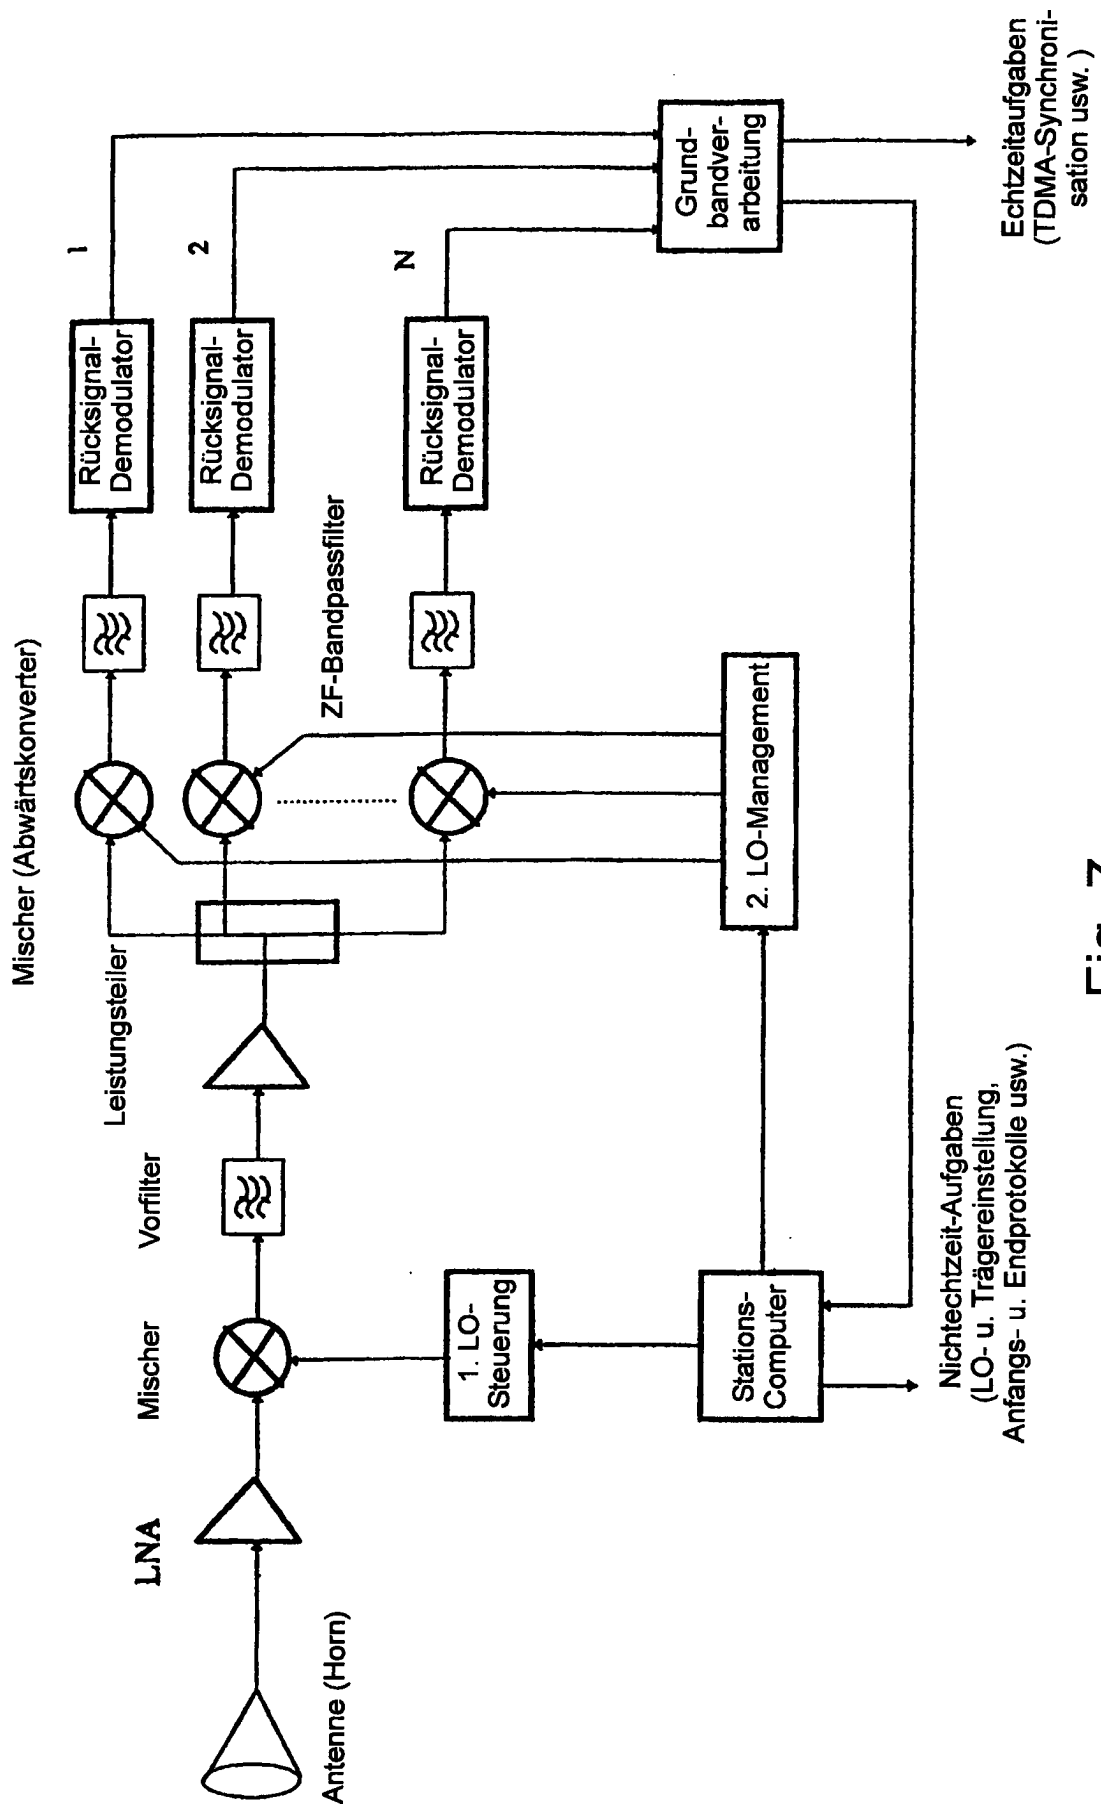 Mischer (Abwärtskonverter)
Leistungsteiler
Vorfilter
Mischer
LNA
Antenne (Horn)
1
2
N
Rücksignal-
Demodulator
Rücksignal-
Demodulator
Rücksignal-
Demodulator
ZF-Bandpassfilter
1. LO-
Steuerung
2. LO-Management
Stations-
Computer
Grund-
bandver-
arbeitung
Nichtechtzeit-Aufgaben
(LO- u. Trägereinstellung,
Anfangs- u. Endprotokolle usw.)
Echtzeitaufgaben
(TDMA-Synchroni-
sation usw. )